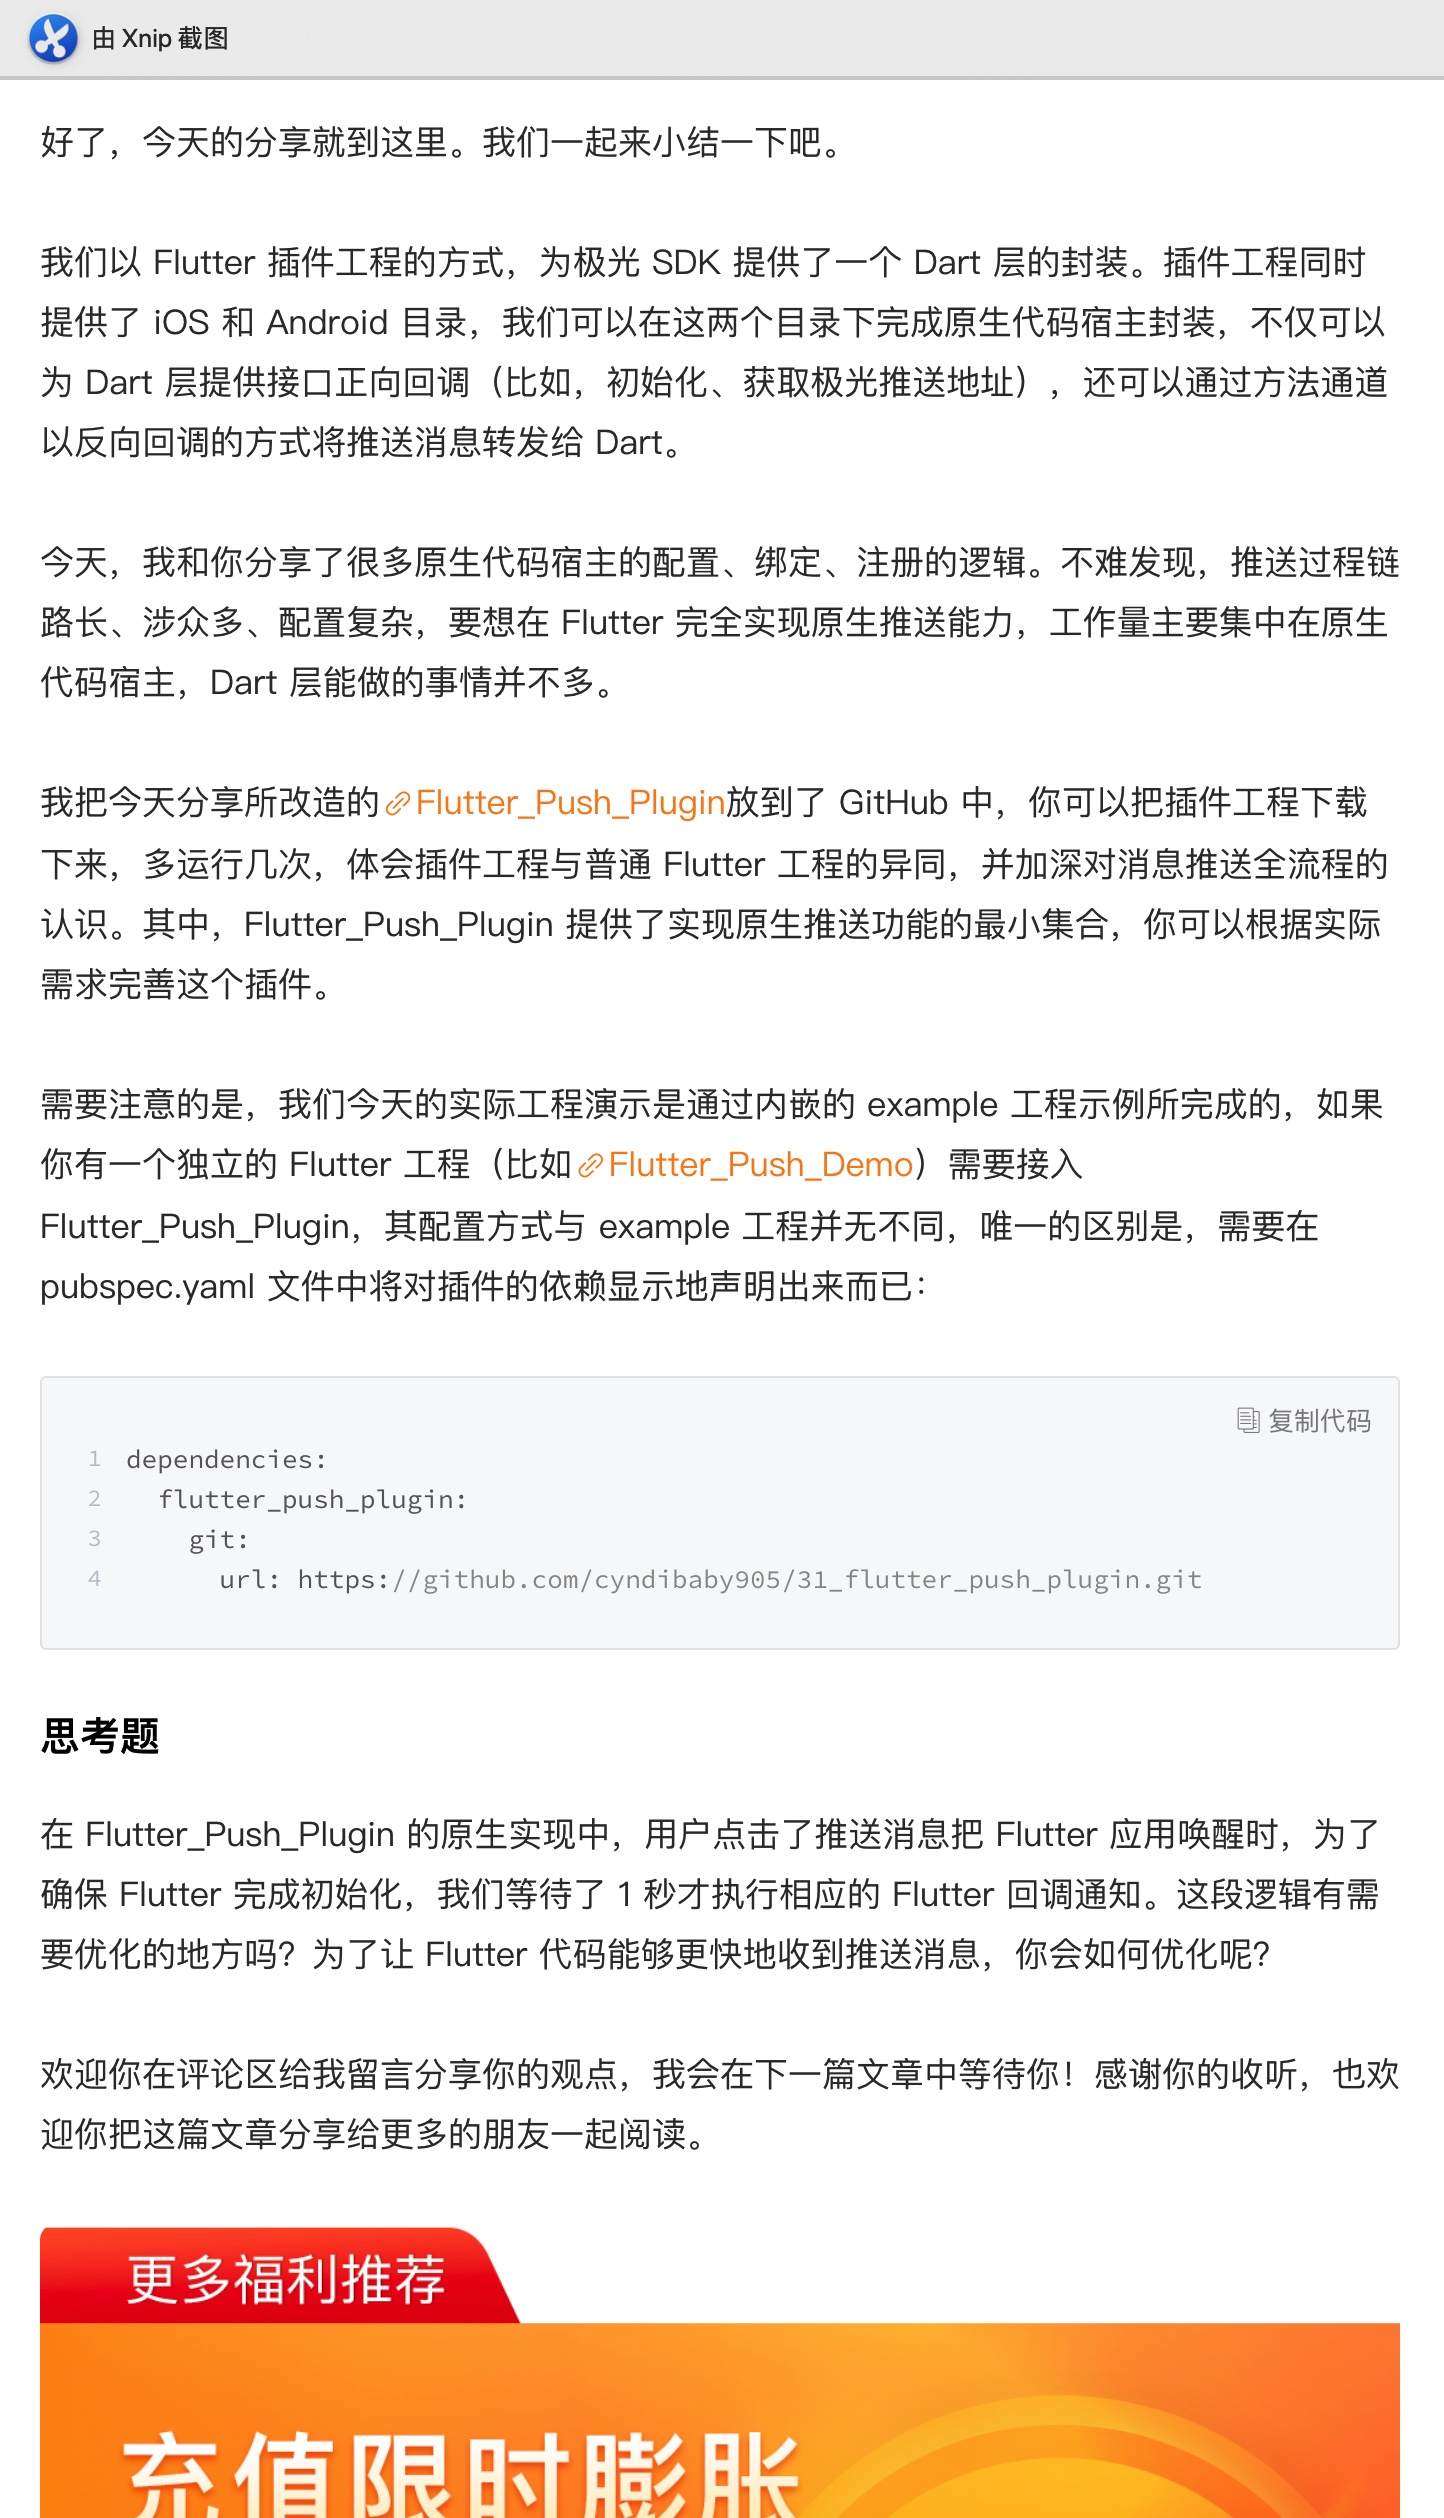 由 Xnip 截图
好了，今天的分享就到这里。我们一起来小结一下吧。
我们以 Flutter 插件工程的方式，为极光 SDK 提供了一个 Dart 层的封装。插件工程同时
提供了 iOS 和 Android 目录，我们可以在这两个目录下完成原生代码宿主封装，不仅可以
为 Dart 层提供接口正向回调（比如，初始化、获取极光推送地址），还可以通过方法通道
以反向回调的方式将推送消息转发给 Dart。
今天，我和你分享了很多原生代码宿主的配置、绑定、注册的逻辑。不难发现，推送过程链
路长、涉众多、配置复杂，要想在 Flutter 完全实现原生推送能力，工作量主要集中在原生
代码宿主，Dart 层能做的事情并不多。
我把今天分享所改造的Flutter_Push_Plugin放到了 GitHub 中，你可以把插件工程下载
下来，多运行几次，体会插件工程与普通 Flutter 工程的异同，并加深对消息推送全流程的
认识。其中，Flutter_Push_Plugin 提供了实现原生推送功能的最小集合，你可以根据实际
需求完善这个插件。
需要注意的是，我们今天的实际工程演示是通过内嵌的 example 工程示例所完成的，如果
你有一个独立的 Flutter 工程（比如Flutter_Push_Demo）需要接入
Flutter_Push_Plugin，其配置方式与 example 工程并无不同，唯一的区别是，需要在
pubspec.yaml 文件中将对插件的依赖显示地声明出来而已：
复制代码
1 dependencies:
2   flutter_push_plugin:
3     git:
4       url: https://github.com/cyndibaby905/31_flutter_push_plugin.git
思考题
在 Flutter_Push_Plugin 的原生实现中，用户点击了推送消息把 Flutter 应用唤醒时，为了
确保 Flutter 完成初始化，我们等待了 1 秒才执行相应的 Flutter 回调通知。这段逻辑有需
要优化的地方吗？为了让 Flutter 代码能够更快地收到推送消息，你会如何优化呢？
欢迎你在评论区给我留言分享你的观点，我会在下一篇文章中等待你！感谢你的收听，也欢
迎你把这篇文章分享给更多的朋友一起阅读。
更多福利推荐
充值限时膨胀